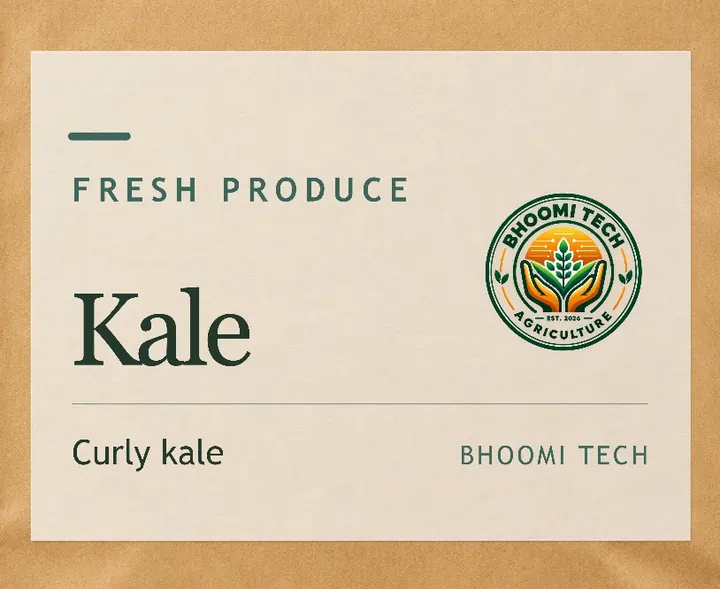 FRESH PRODUCE
BHOOMI TECH
EST. 2026
AGRICULTURE
Kale
Curly kale
BHOOMI TECH